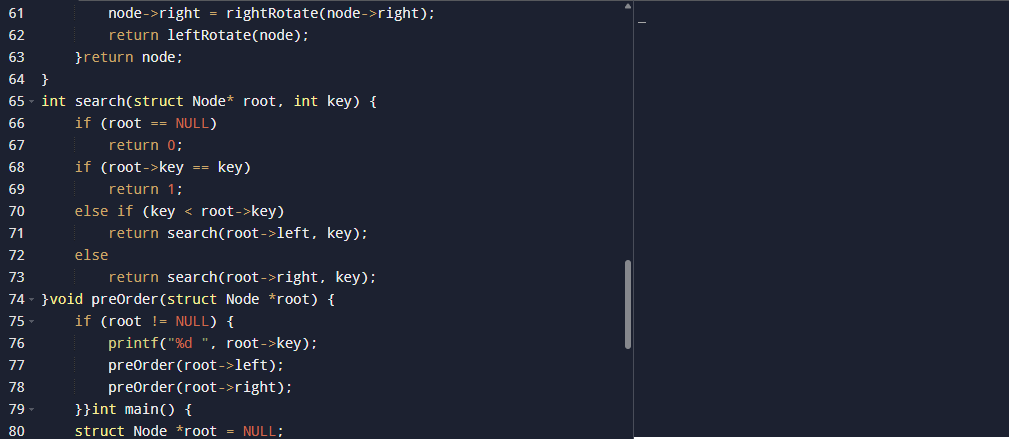 61 node->right = rightRotate(node->right);
62 return leftRotate(node);
63 }return node;
64 }
65 int search(struct Node* root, int key) {
66 if (root == NULL)
67 return 0;
68 if (root->key == key)
69 return 1;
70 else if (key < root->key)
71 return search(root->left, key);
72 else
73 return search(root->right, key);
74 }void preOrder(struct Node *root) {
75 if (root != NULL) {
76 printf("%d ", root->key);
77 preOrder(root->left);
78 preOrder(root->right);
79 }}int main() {
80 struct Node *root = NULL;